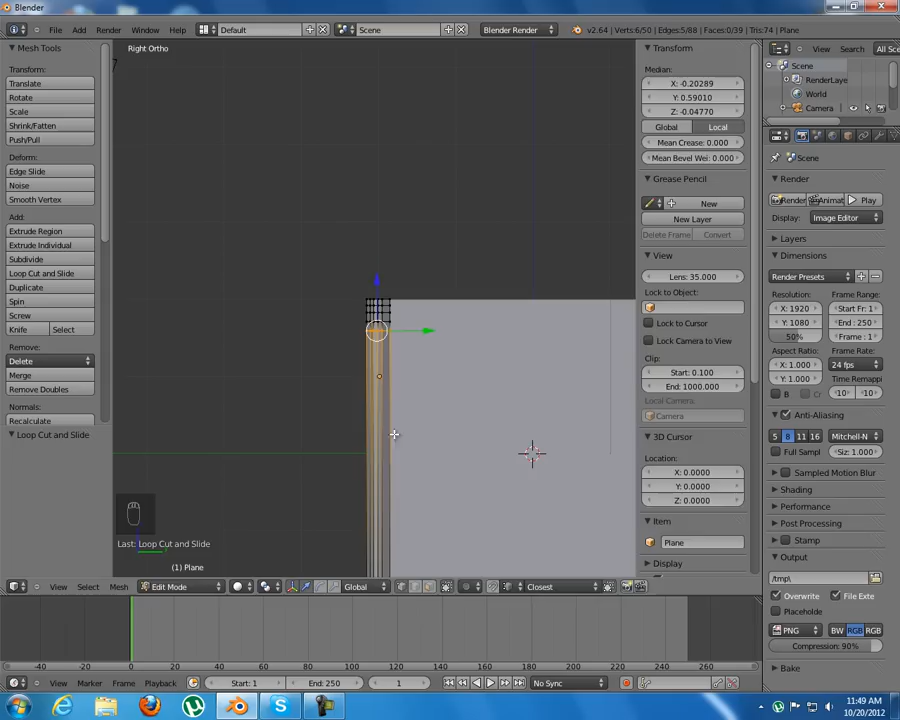 Blender
File Add Render Window Help Default Scene Blender Render v2.64 | Verts:6/50 | Edges:5/88 | Faces:0/39 | Tris:74 | Plane View Search All Sce
Mesh Tools
Right Ortho
Transform
Transform:
Translate
Rotate
Scale
Shrink/Fatten
Push/Pull
Deform:
Edge Slide
Noise
Smooth Vertex
Add:
Extrude Region
Extrude Individual
Subdivide
Loop Cut and Slide
Duplicate
Spin
Screw
Knife Select
Remove:
Delete
Merge
Remove Doubles
Normals:
Recalculate
Loop Cut and Slide
Last: Loop Cut and Slide
(1) Plane
Median:
X: -0.20289
Y: 0.59010
Z: -0.04770
Global Local
Mean Crease: 0.000
Mean Bevel Wei: 0.000
Grease Pencil
New
New Layer
Delete Frame Convert
View
Lens: 35.000
Lock to Object:
Lock to Cursor
Lock Camera to View
Clip:
Start: 0.100
End: 1000.000
Local Camera:
Camera
3D Cursor
Location:
X: 0.0000
Y: 0.0000
Z: 0.0000
Item
Plane
Display
Scene
RenderLaye
World
Camera
Scene
Render
Render Animat Play
Display: Image Editor
Layers
Dimensions
Render Presets
Resolution: Frame Range:
X: 1920 Start Fr: 1
Y: 1080 End : 250
50% Frame : 1
Aspect Ratio: Frame Rate:
X: 1.000 24 fps
Y: 1.000 Time Remappi
B Cr 10 10
Anti-Aliasing
5 8 11 16 Mitchell-N
Full Sampl Siz: 1.000
Sampled Motion Blur
Shading
Performance
Post Processing
Stamp
Output
/tmp\
Overwrite File Exte
Placeholde
PNG BW RGB RGB
Compression: 90%
Bake
View Select Mesh Edit Mode Global Closest
-40 -20 0 20 40 60 80 100 120 140 160 180 200 220 240 260
View Marker Frame Playback Start: 1 End: 250 1 No Sync
11:49 AM
10/20/2012